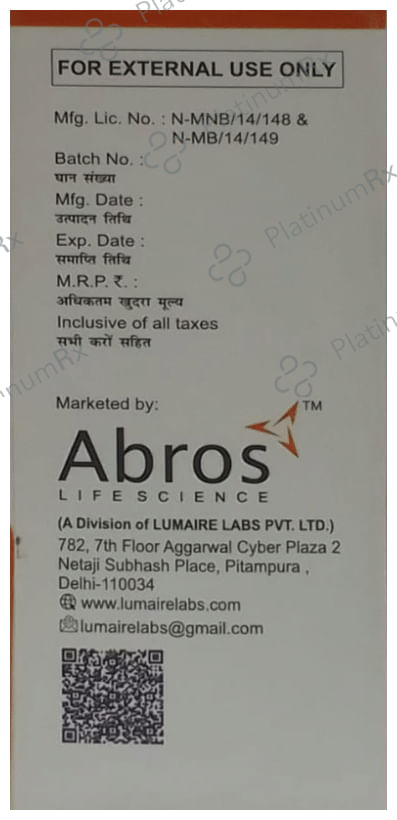 FOR EXTERNAL USE ONLY
Mfg. Lic. No. : N-MNB/14/148 &
N-MB/14/149
Batch No. :
घान संख्या
Mfg. Date :
उत्पादन तिथि
Exp. Date :
समाप्ति तिथि
M.R.P. ₹. :
अधिकतम खुदरा मूल्य
Inclusive of all taxes
सभी करों सहित
Marketed by:
Abros TM
LIFE SCIENCE
(A Division of LUMAIRE LABS PVT. LTD.)
782, 7th Floor Aggarwal Cyber Plaza 2
Netaji Subhash Place, Pitampura ,
Delhi-110034
www.lumairelabs.com
lumairelabs@gmail.com
PlatinumRx
PlatinumRx
PlatinumRx